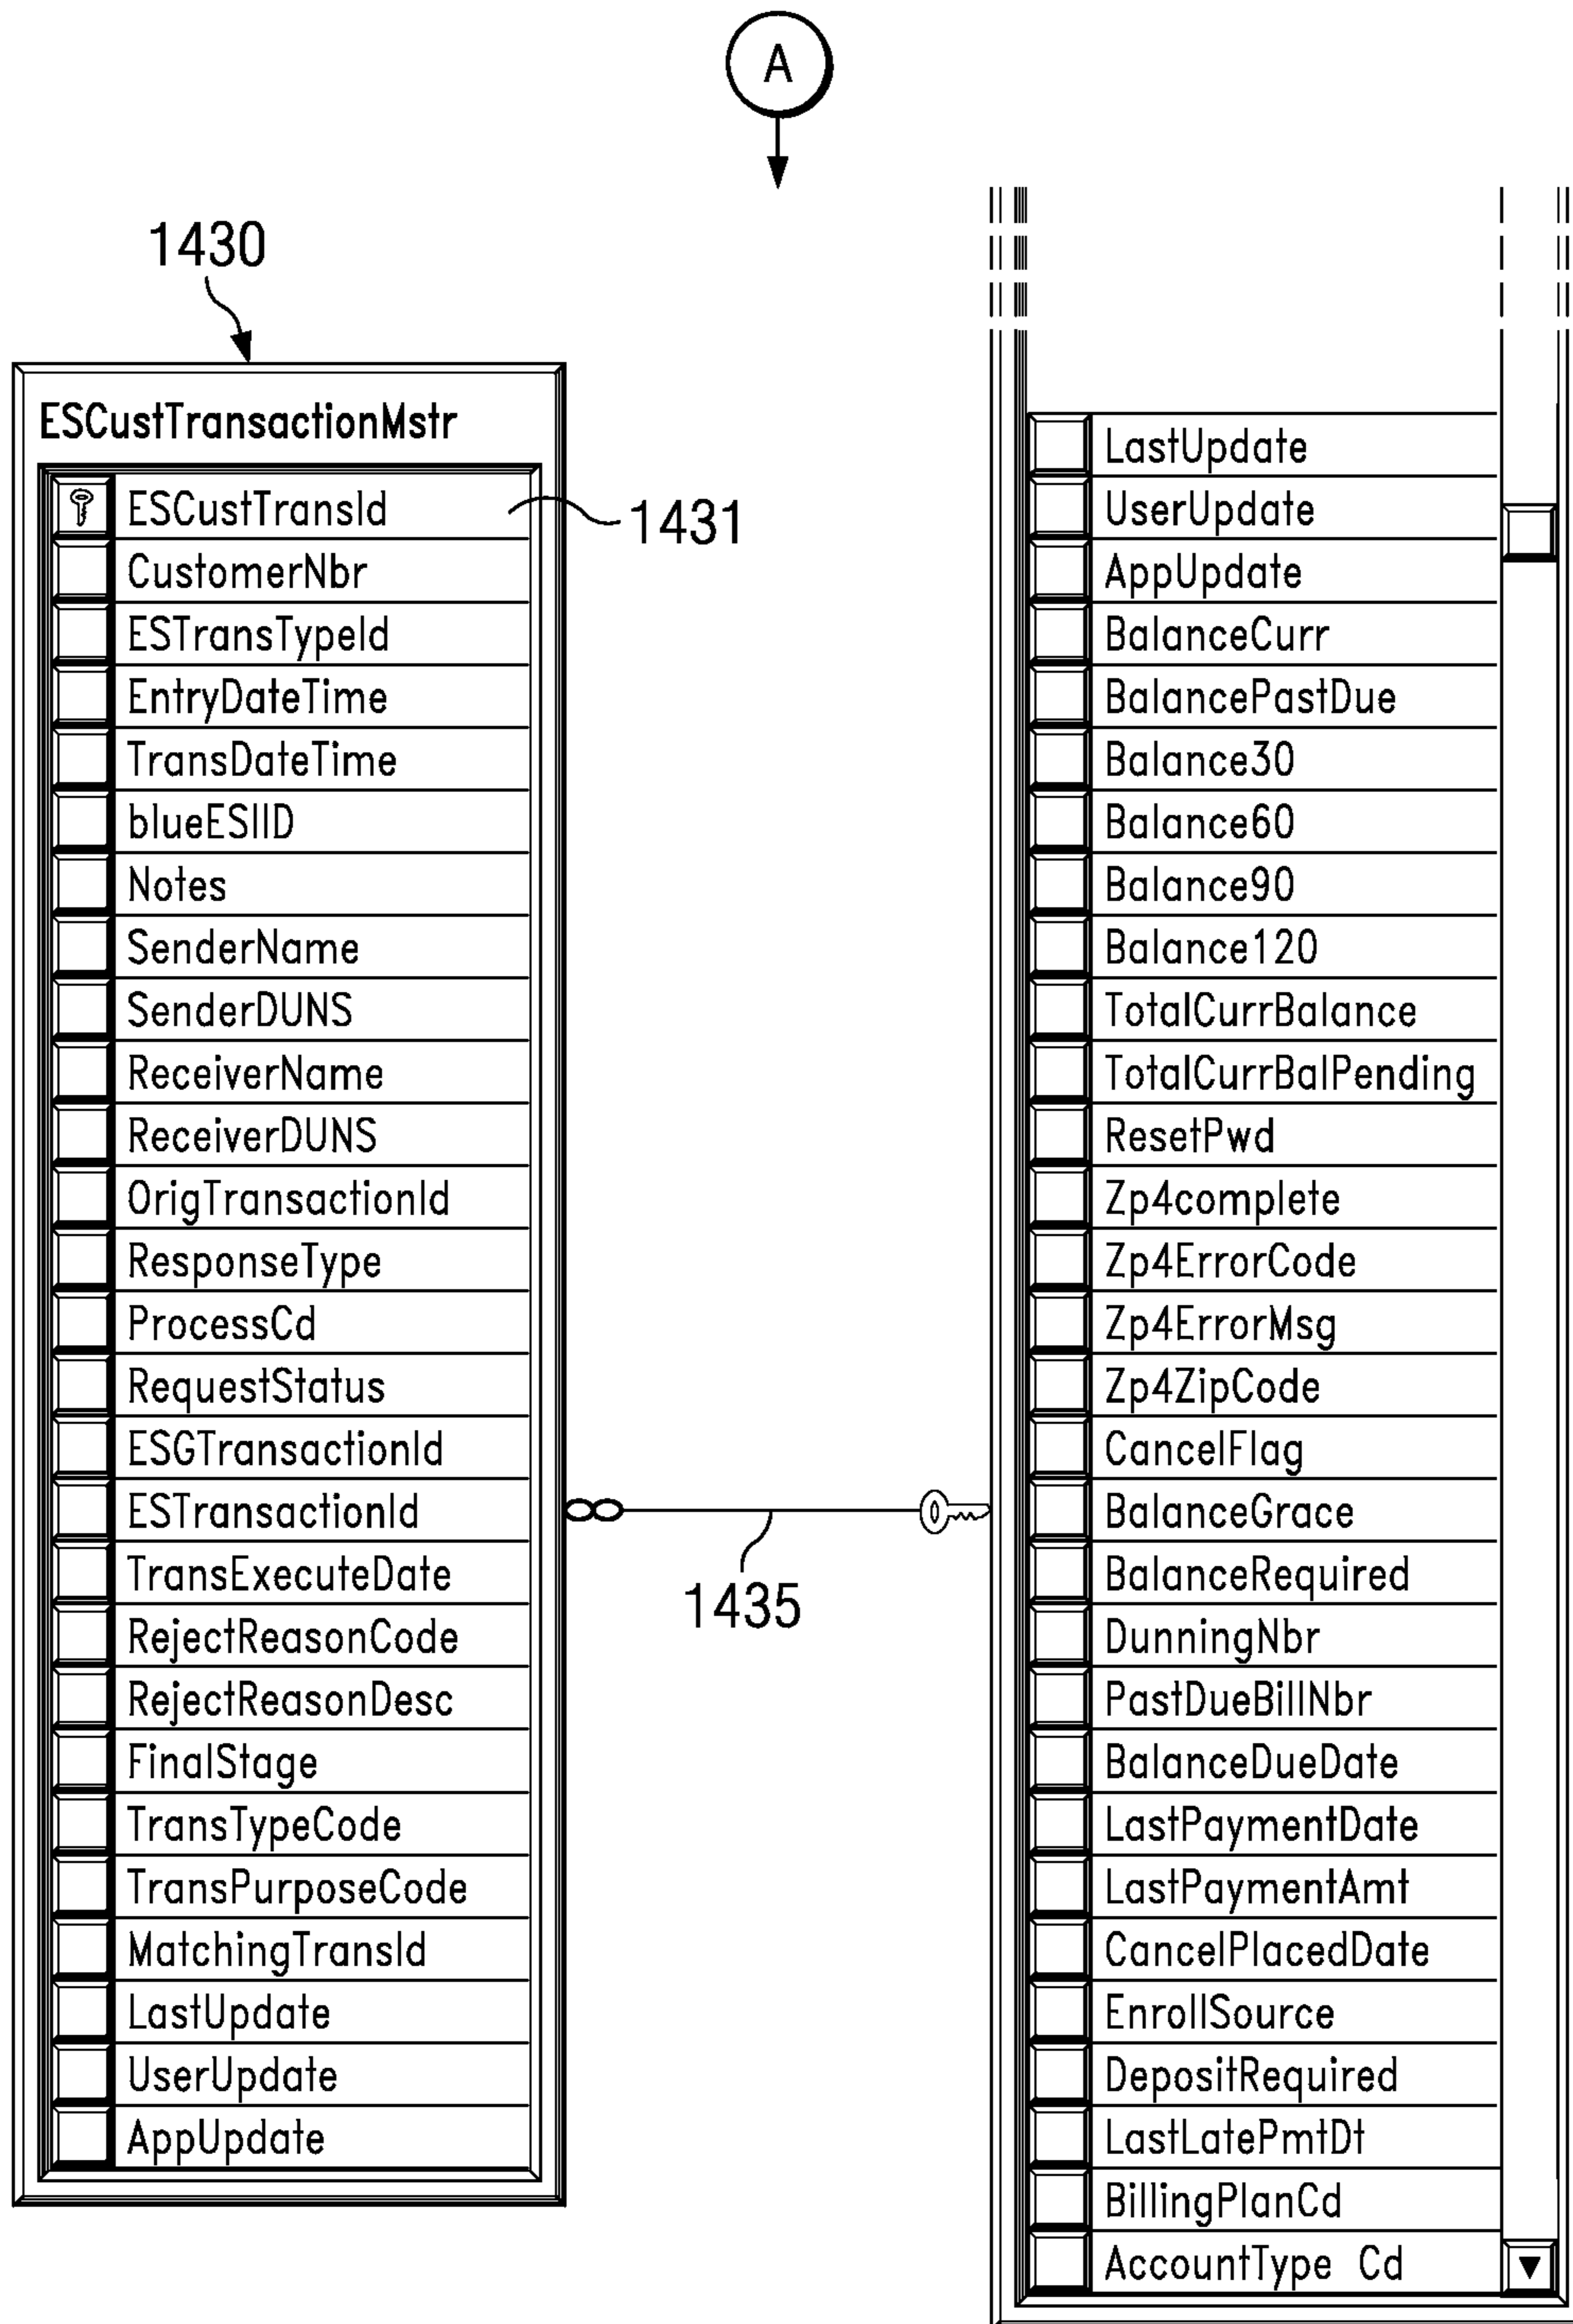 A
1430
ESCustTransactionMstr
ESCustTransId
1431
CustomerNbr
ESTransTypeId
EntryDateTime
TransDateTime
blueESIID
Notes
SenderName
SenderDUNS
ReceiverName
ReceiverDUNS
OrigTransactionId
ResponseType
ProcessCd
RequestStatus
ESGTransactionId
ESTransactionId
TransExecuteDate
RejectReasonCode
RejectReasonDesc
FinalStage
TransTypeCode
TransPurposeCode
MatchingTransId
LastUpdate
UserUpdate
AppUpdate
1435
LastUpdate
UserUpdate
AppUpdate
BalanceCurr
BalancePastDue
Balance30
Balance60
Balance90
Balance120
TotalCurrBalance
TotalCurrBalPending
ResetPwd
Zp4complete
Zp4ErrorCode
Zp4ErrorMsg
Zp4ZipCode
CancelFlag
BalanceGrace
BalanceRequired
DunningNbr
PastDueBillNbr
BalanceDueDate
LastPaymentDate
LastPaymentAmt
CancelPlacedDate
EnrollSource
DepositRequired
LastLatePmtDt
BillingPlanCd
AccountType Cd